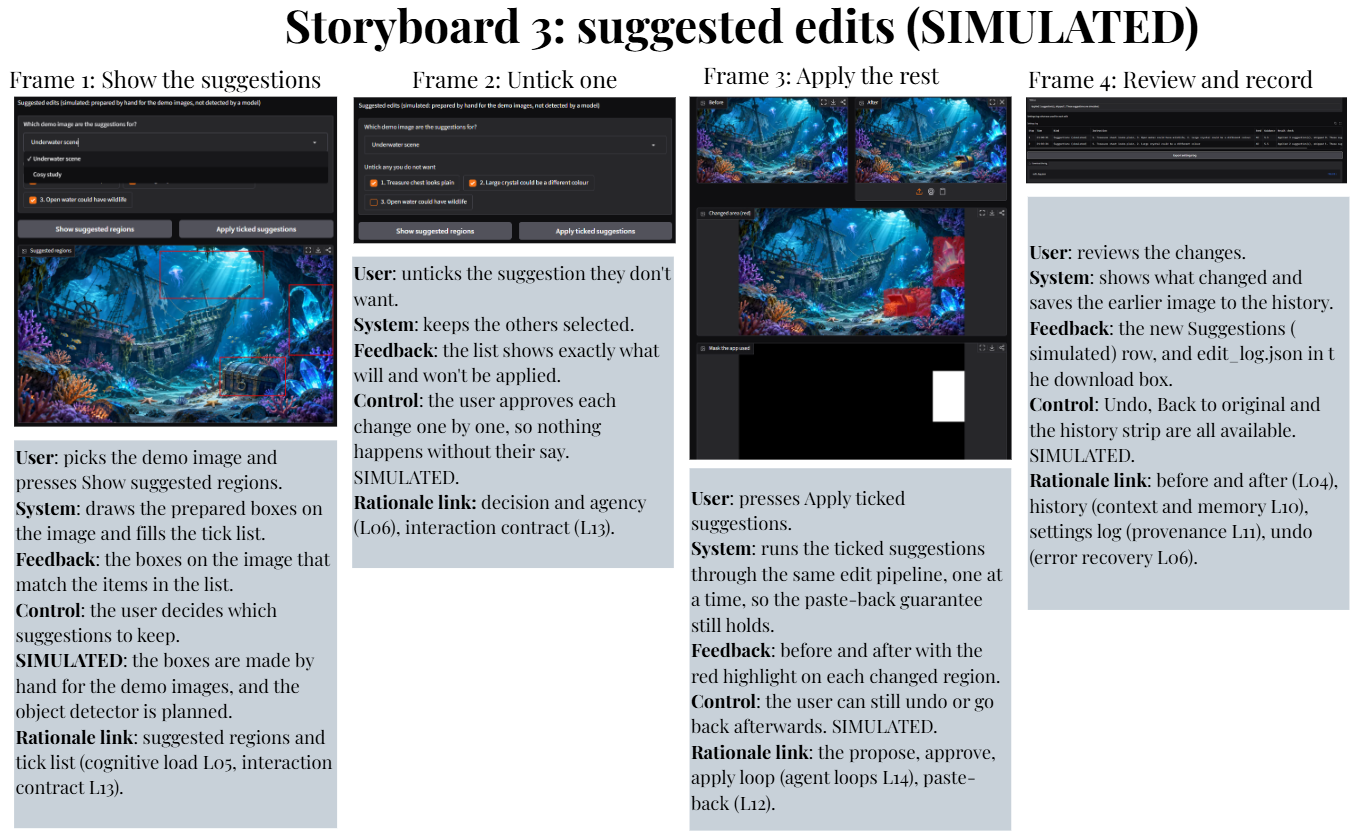 Storyboard 3: suggested edits (SIMULATED)
Frame 1: Show the suggestions
Suggested edits (simulated: prepared by hand for the demo images, not detected by a model)
Which demo image are the suggestions for?
Underwater scene
✓ Underwater scene
Cosy study
3. Open water could have wildlife
Show suggested regions
Apply ticked suggestions
Suggested regions
User: picks the demo image and
presses Show suggested regions.
System: draws the prepared boxes on
the image and fills the tick list.
Feedback: the boxes on the image that
match the items in the list.
Control: the user decides which
suggestions to keep.
SIMULATED: the boxes are made by
hand for the demo images, and the
object detector is planned.
Rationale link: suggested regions and
tick list (cognitive load L05, interaction
contract L13).
Frame 2: Untick one
Suggested edits (simulated: prepared by hand for the demo images, not detected by a model)
Which demo image are the suggestions for?
Underwater scene
Untick any you do not want
1. Treasure chest looks plain
2. Large crystal could be a different colour
3. Open water could have wildlife
Show suggested regions
Apply ticked suggestions
User: unticks the suggestion they don't
want.
System: keeps the others selected.
Feedback: the list shows exactly what
will and won't be applied.
Control: the user approves each
change one by one, so nothing
happens without their say.
SIMULATED.
Rationale link: decision and agency
(L06), interaction contract (L13).
Frame 3: Apply the rest
Before
After
Changed area (red)
Mask the app used
User: presses Apply ticked
suggestions.
System: runs the ticked suggestions
through the same edit pipeline, one at
a time, so the paste-back guarantee
still holds.
Feedback: before and after with the
red highlight on each changed region.
Control: the user can still undo or go
back afterwards. SIMULATED.
Rationale link: the propose, approve,
apply loop (agent loops L14), paste-
back (L12).
Frame 4: Review and record
User: reviews the changes.
System: shows what changed and
saves the earlier image to the history.
Feedback: the new Suggestions (
simulated) row, and edit_log.json in t
he download box.
Control: Undo, Back to original and
the history strip are all available.
SIMULATED.
Rationale link: before and after (L04),
history (context and memory L10),
settings log (provenance L11), undo
(error recovery L06).